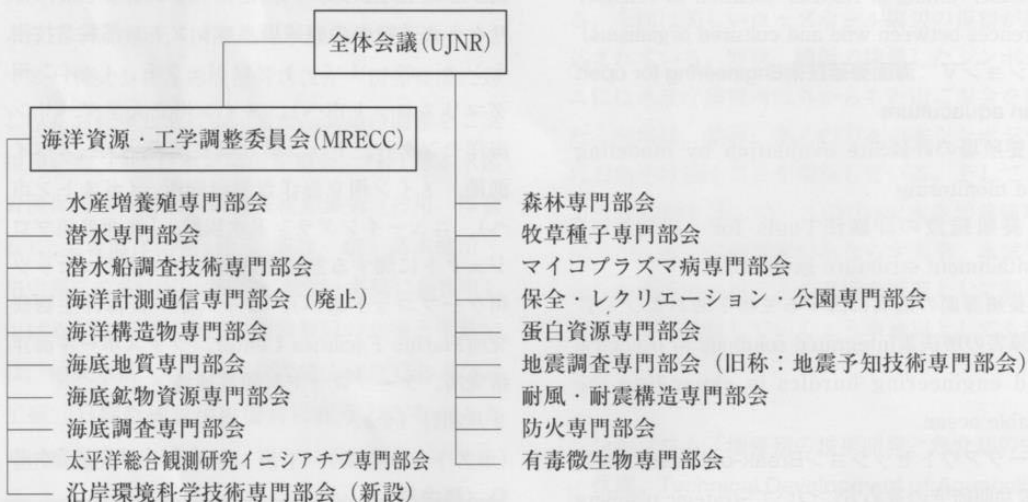 全体会議(UJNR)
海洋資源・工学調整委員会(MRECC)
水産増養殖専門部会
潜水専門部会
潜水船調査技術専門部会
海洋計測通信専門部会（廃止）
海洋構造物専門部会
海底地質専門部会
海底鉱物資源専門部会
海底調査専門部会
太平洋総合観測研究イニシアチブ専門部会
沿岸環境科学技術専門部会（新設）
森林専門部会
牧草種子専門部会
マイコプラズマ病専門部会
保全・レクリエーション・公園専門部会
蛋白資源専門部会
地震調査専門部会（旧称：地震予知技術専門部会）
耐風・耐震構造専門部会
防火専門部会
有毒微生物専門部会